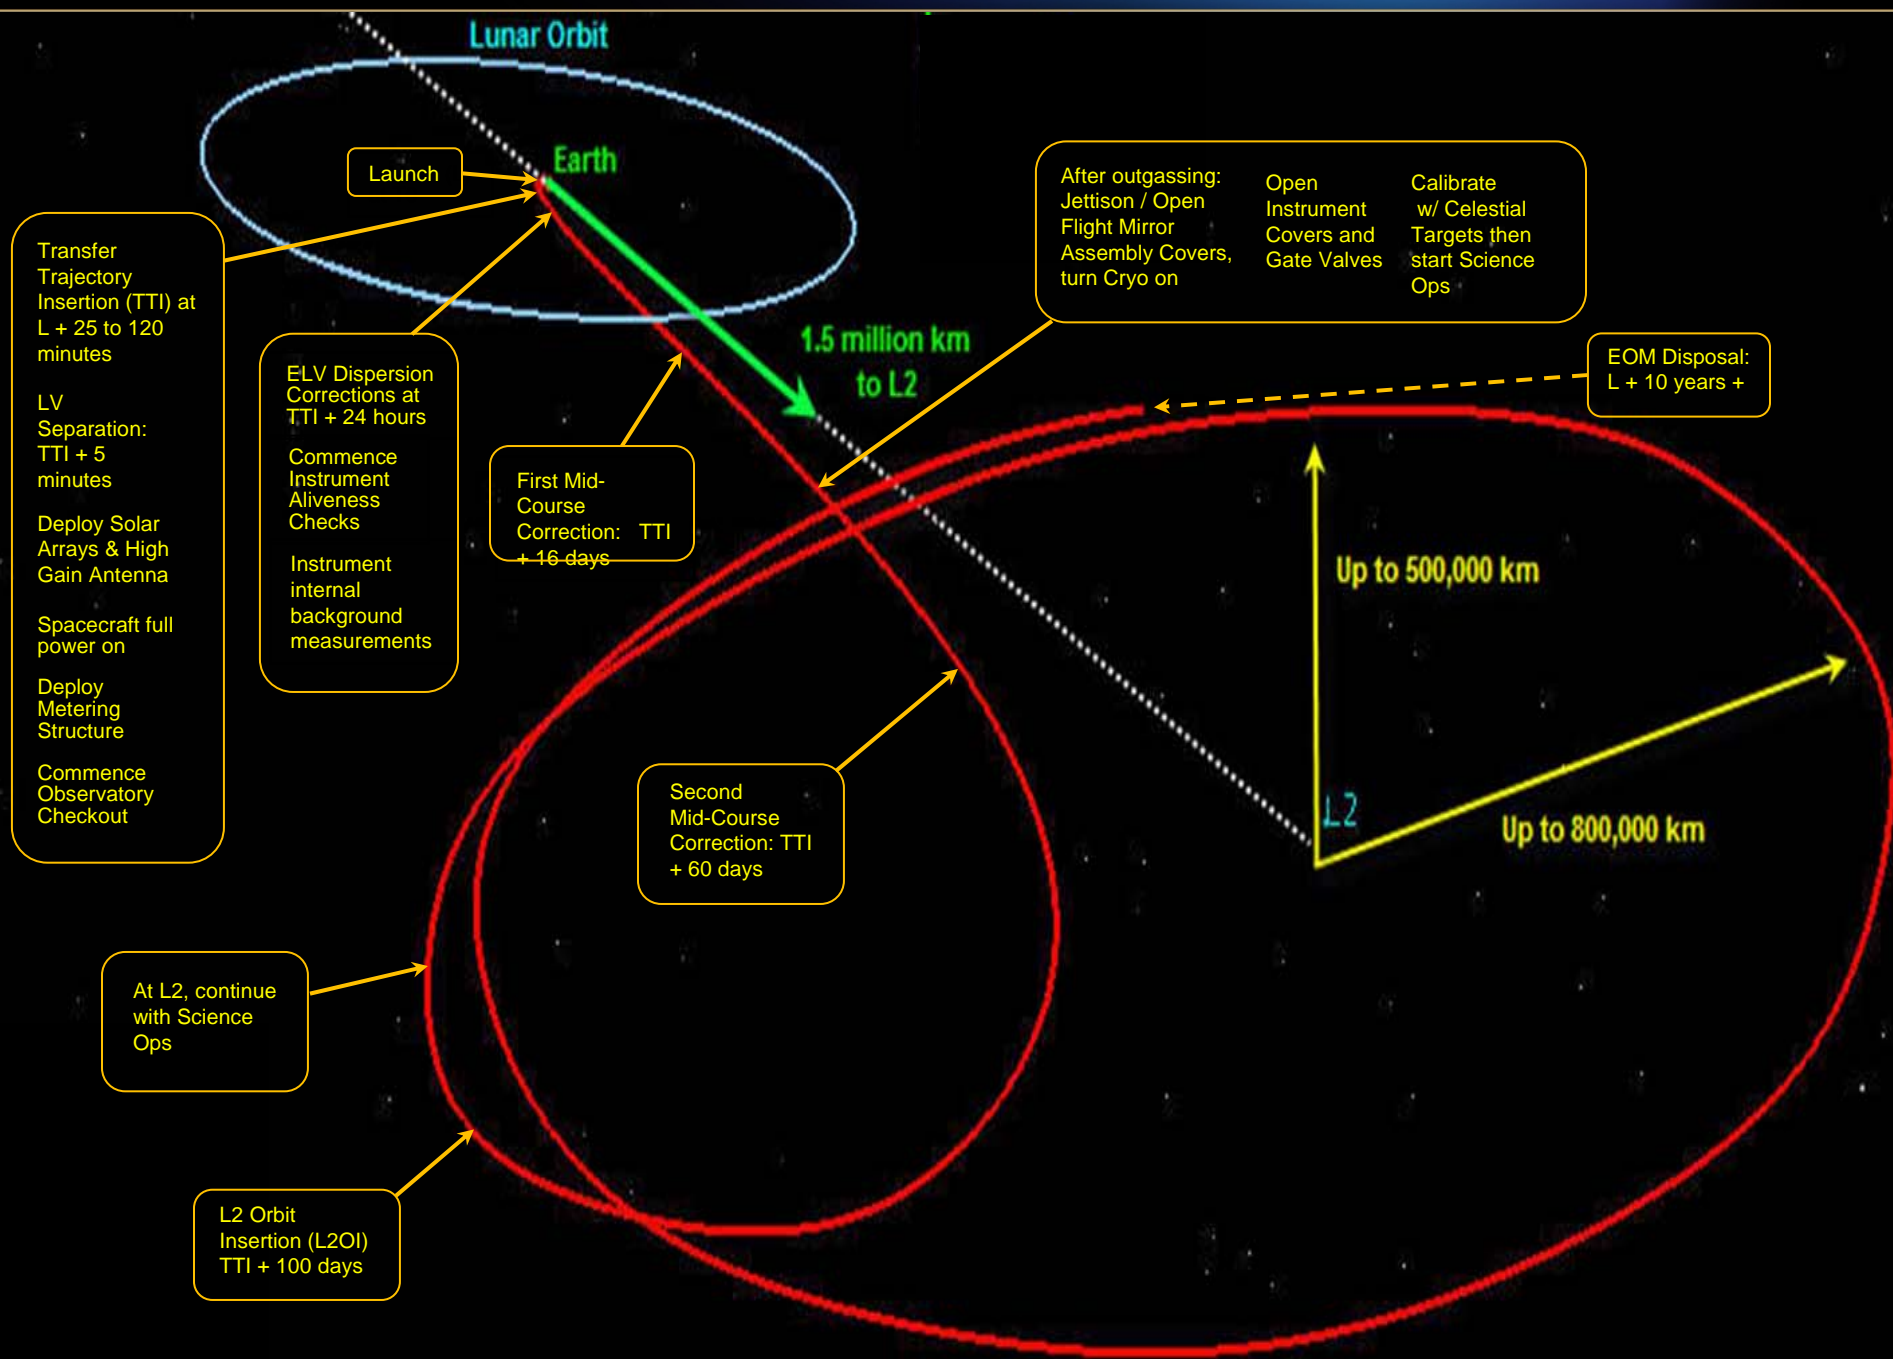 Lunar Orbit
Earth
Launch
Transfer
Trajectory
Insertion (TTI) at
L + 25 to 120
minutes
LV
Separation:
TTI + 5
minutes
Deploy Solar
Arrays & High
Gain Antenna
Spacecraft full
power on
Deploy
Metering
Structure
Commence
Observatory
Checkout
ELV Dispersion
Corrections at
TTI + 24 hours
Commence
Instrument
Aliveness
Checks
Instrument
internal
background
measurements
First Mid-
Course
Correction: TTI
+ 16 days
1.5 million km
to L2
After outgassing:
Jettison / Open
Flight Mirror
Assembly Covers,
turn Cryo on
Open
Instrument
Covers and
Gate Valves
Calibrate
w/ Celestial
Targets then
start Science
Ops
EOM Disposal:
L + 10 years +
Up to 500,000 km
L2
Up to 800,000 km
Second
Mid-Course
Correction: TTI
+ 60 days
At L2, continue
with Science
Ops
L2 Orbit
Insertion (L2OI)
TTI + 100 days